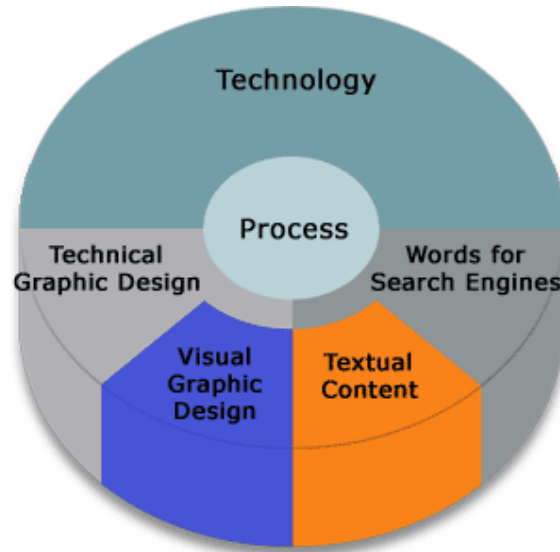 Technology
Process
Technical
Graphic Design
Words for
Search Engines
Visual
Graphic
Design
Textual
Content